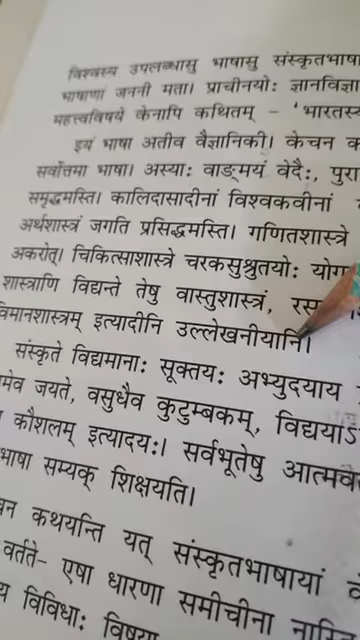 विश्वस्य उपलब्धासु भाषासु संस्कृतभाषा
भाषाणां जननी मता। प्राचीनयोः ज्ञानविज्ञा
महत्त्वविषये केनापि कथितम् - 'भारतस्
इयं भाषा अतीव वैज्ञानिकी। केचन क
सर्वोत्तमा भाषा। अस्याः वाङ्मयं वेदैः, पुरा
समृद्धमस्ति। कालिदासादीनां विश्वकवीनां
अर्थशास्त्रं जगति प्रसिद्धमस्ति। गणितशास्त्रे
अकरोत्। चिकित्साशास्त्रे चरकसुश्रुतयोः योग
शास्त्राणि विद्यन्ते तेषु वास्तुशास्त्रं, रस
विमानशास्त्रम् इत्यादीनि उल्लेखनीयानि।
संस्कृते विद्यमानाः सूक्तयः अभ्युदयाय
मेव जयते, वसुधैव कुटुम्बकम्, विद्ययाऽ
कौशलम् इत्यादयः। सर्वभूतेषु आत्मव
भाषा सम्यक् शिक्षयति।
न कथयन्ति यत् संस्कृतभाषायां
वर्तते- एषा धारणा समीचीना
विविधाः विषया